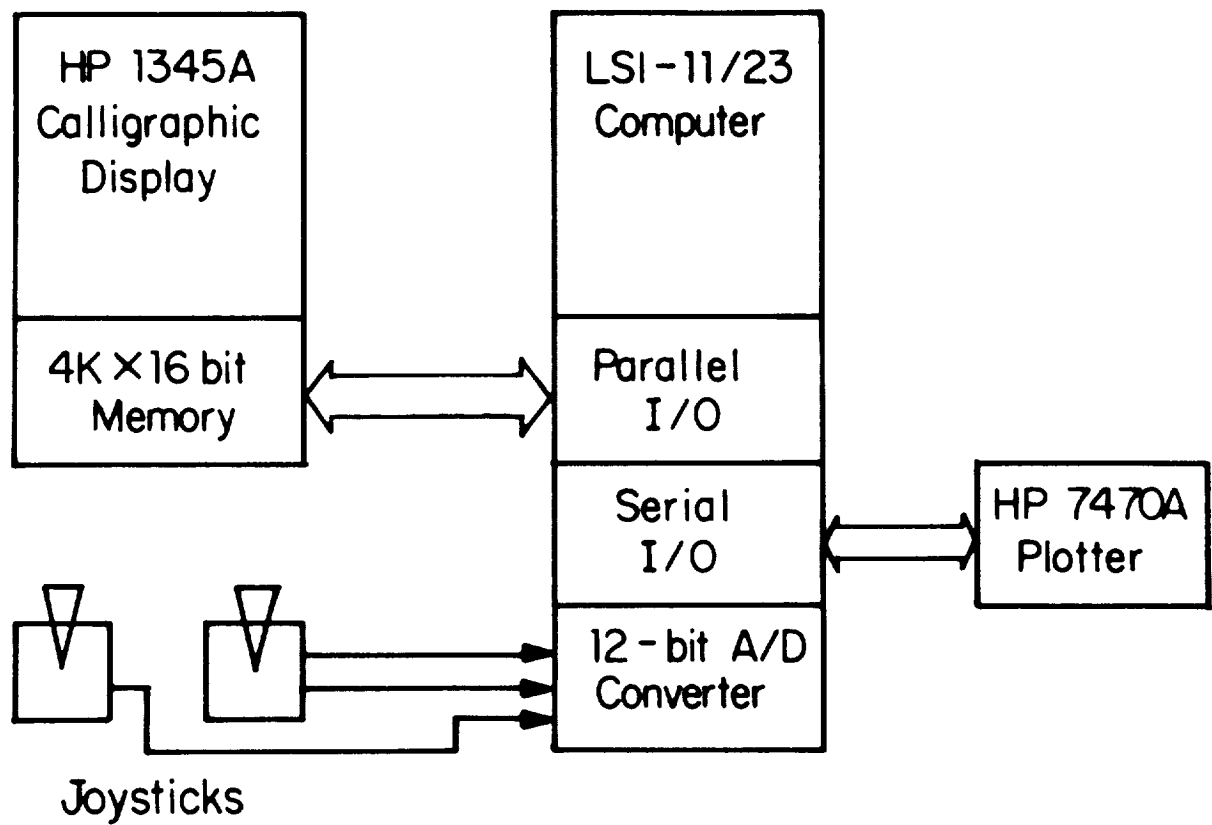 HP 1345A
Calligraphic
Display
4K × 16 bit
Memory
LSI-11/23
Computer
Parallel
I/O
Serial
I/O
12-bit A/D
Converter
HP 7470A
Plotter
Joysticks